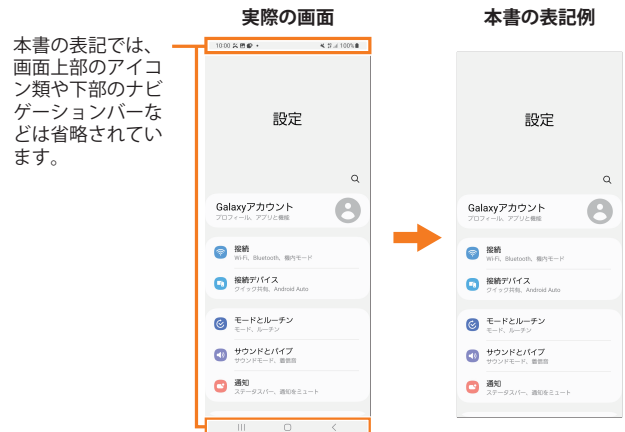 実際の画面
本書の表記例
本書の表記では、
画面上部のアイコ
ン類や下部のナビ
ゲーションバーな
どは省略されてい
ます。
10:00
100%
設定
Galaxyアカウント
プロフィール、アプリと機能
接続
Wi-Fi、Bluetooth、機内モード
接続デバイス
クイック共有、Android Auto
モードとルーチン
モード、ルーチン
サウンドとバイブ
サウンドモード、着信音
通知
ステータスバー、通知をミュート
設定
Galaxyアカウント
プロフィール、アプリと機能
接続
Wi-Fi、Bluetooth、機内モード
接続デバイス
クイック共有、Android Auto
モードとルーチン
モード、ルーチン
サウンドとバイブ
サウンドモード、着信音
通知
ステータスバー、通知をミュート